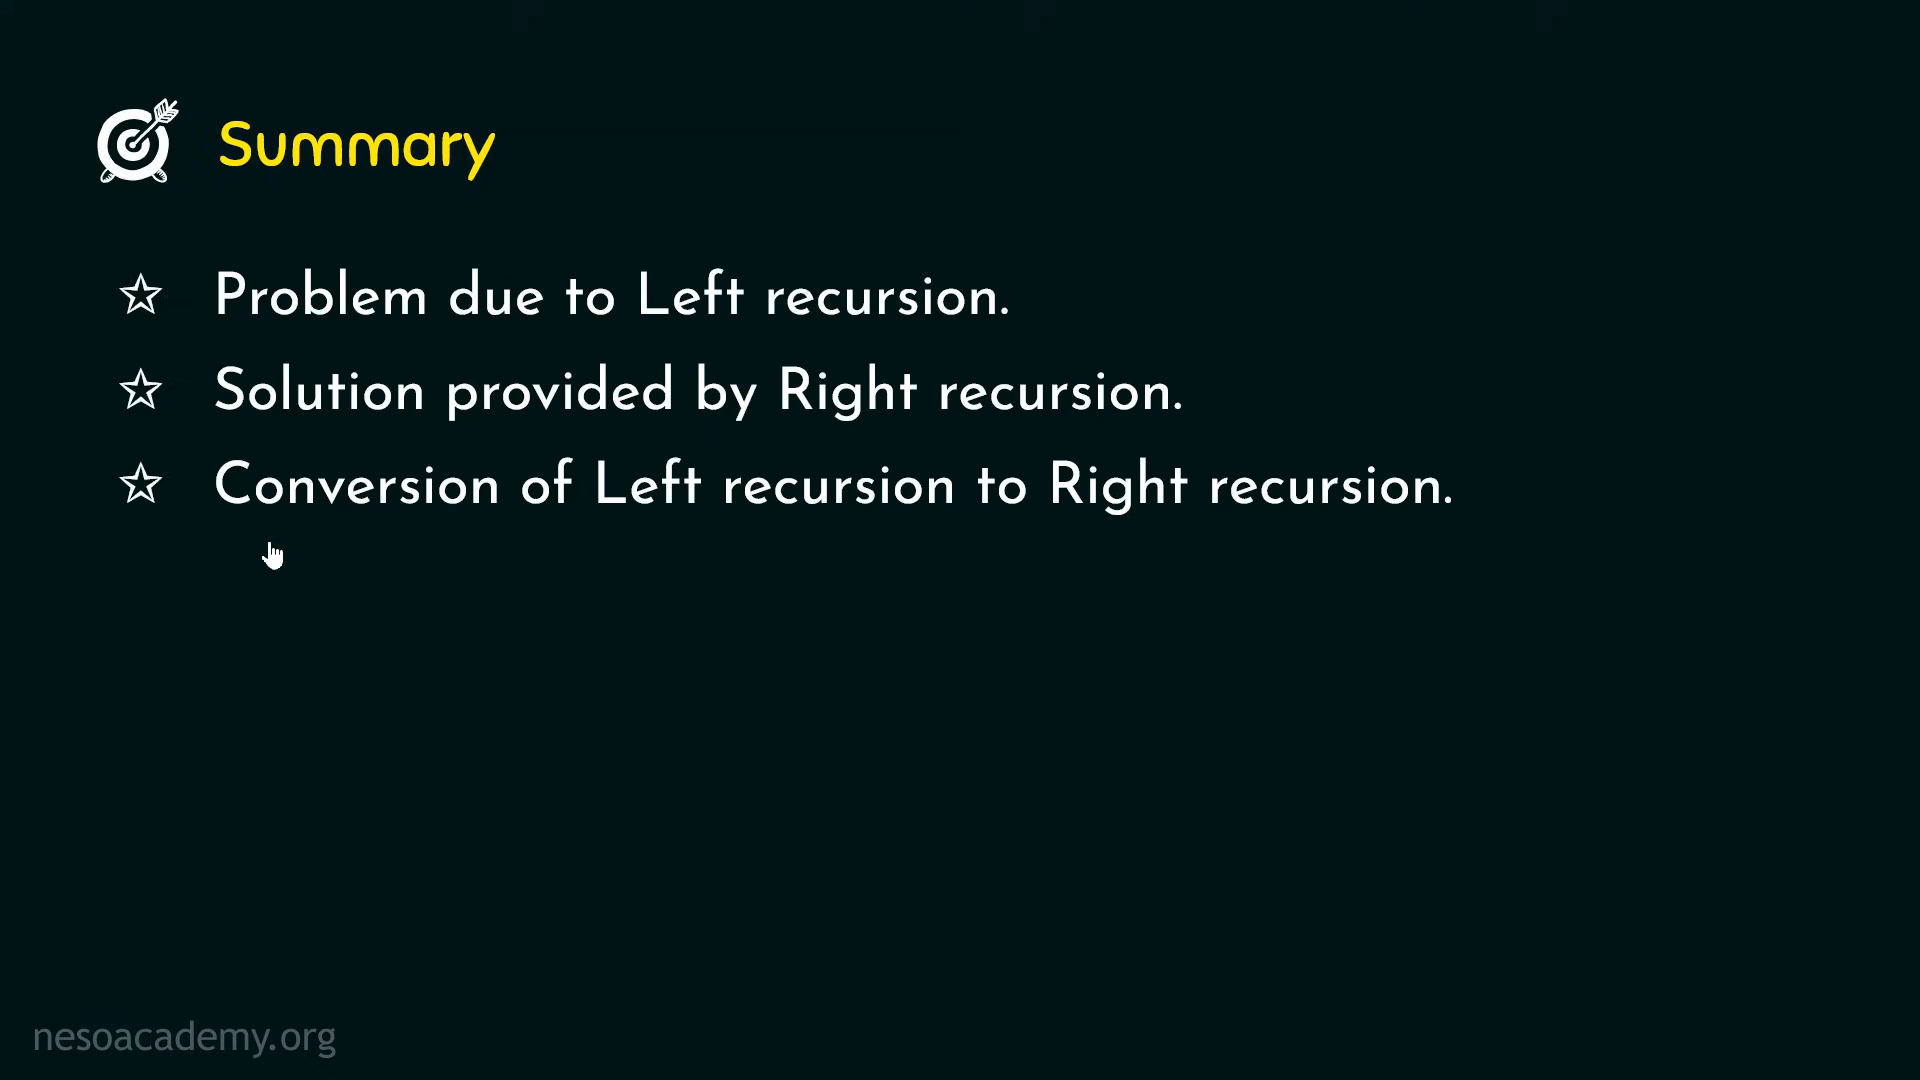 Summary
☆ Problem due to Left recursion.
☆ Solution provided by Right recursion.
☆ Conversion of Left recursion to Right recursion.
nesoacademy.org